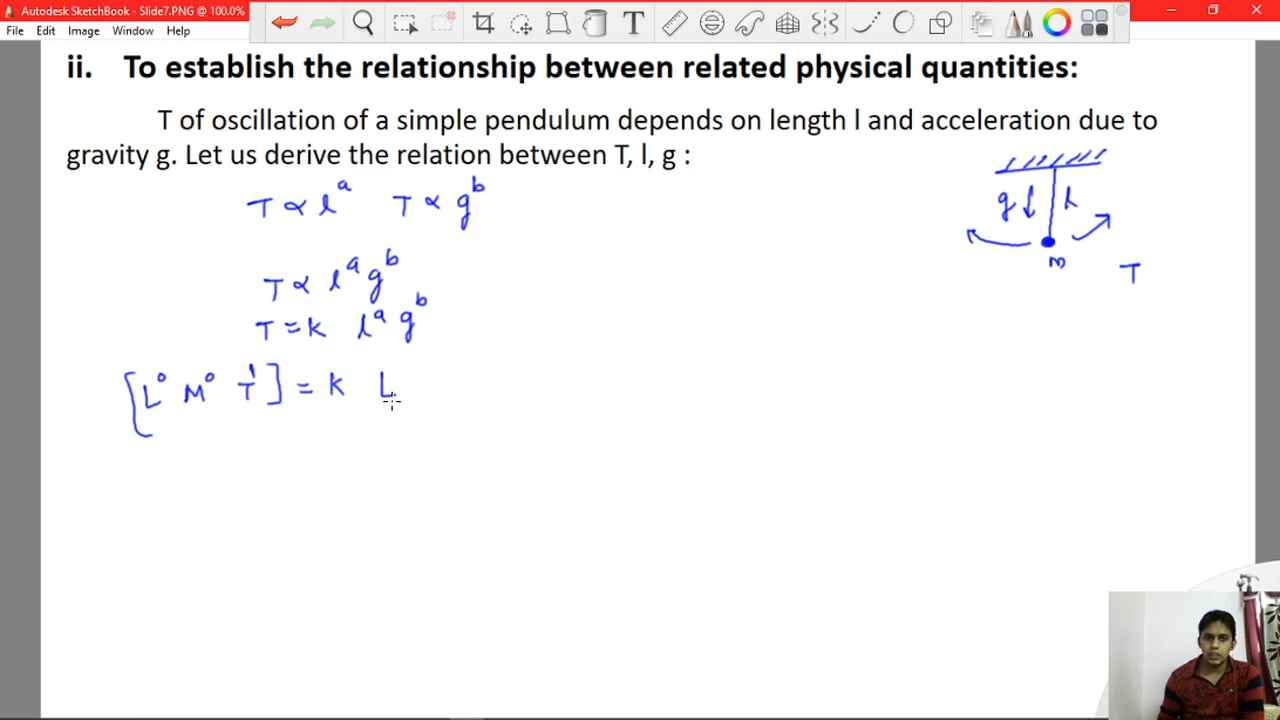 Autodesk SketchBook - Slide7.PNG @ 100.0%
File Edit Image Window Help
ii. To establish the relationship between related physical quantities:
T of oscillation of a simple pendulum depends on length l and acceleration due to
gravity g. Let us derive the relation between T, l, g :
T ∝ l^a T ∝ g^b
g l
m T
T ∝ l^a g^b
T = K l^a g^b
[L^0 M^0 T^1] = K L